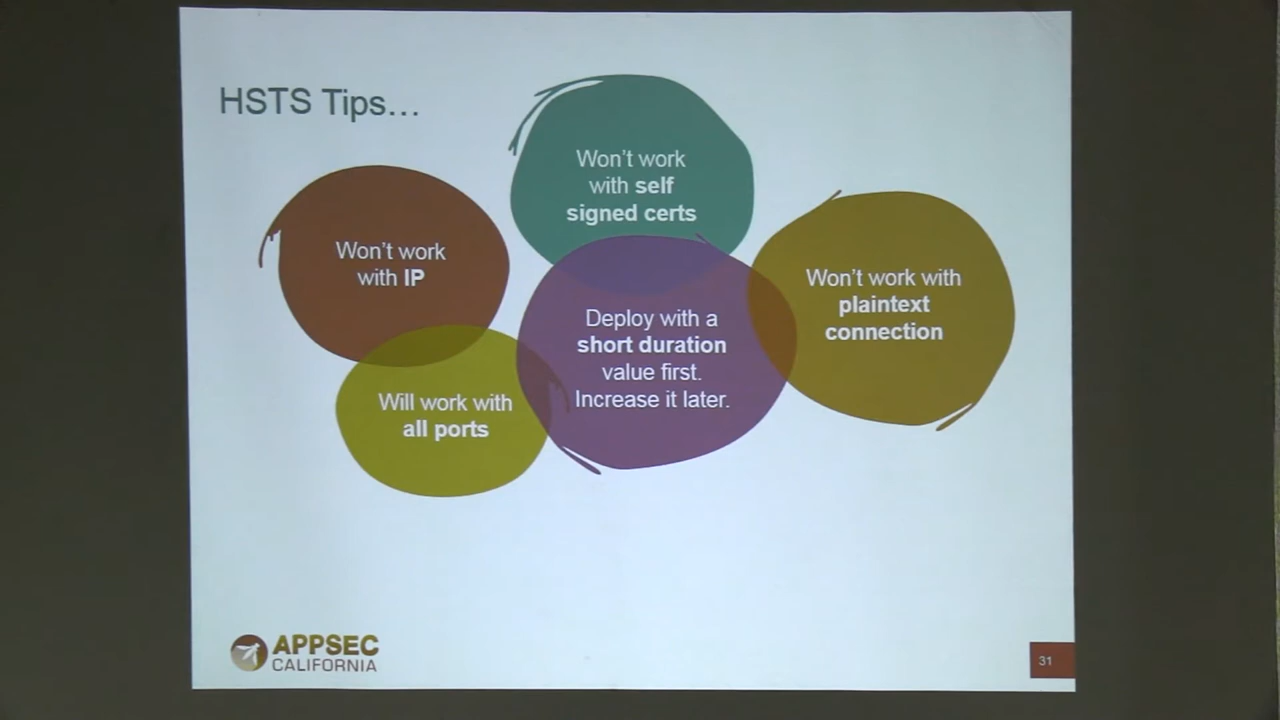 HSTS Tips…
Won't work
with self
signed certs
Won't work
with IP
Won't work with
plaintext
connection
Deploy with a
short duration
value first.
Increase it later.
Will work with
all ports
APPSEC
CALIFORNIA
31